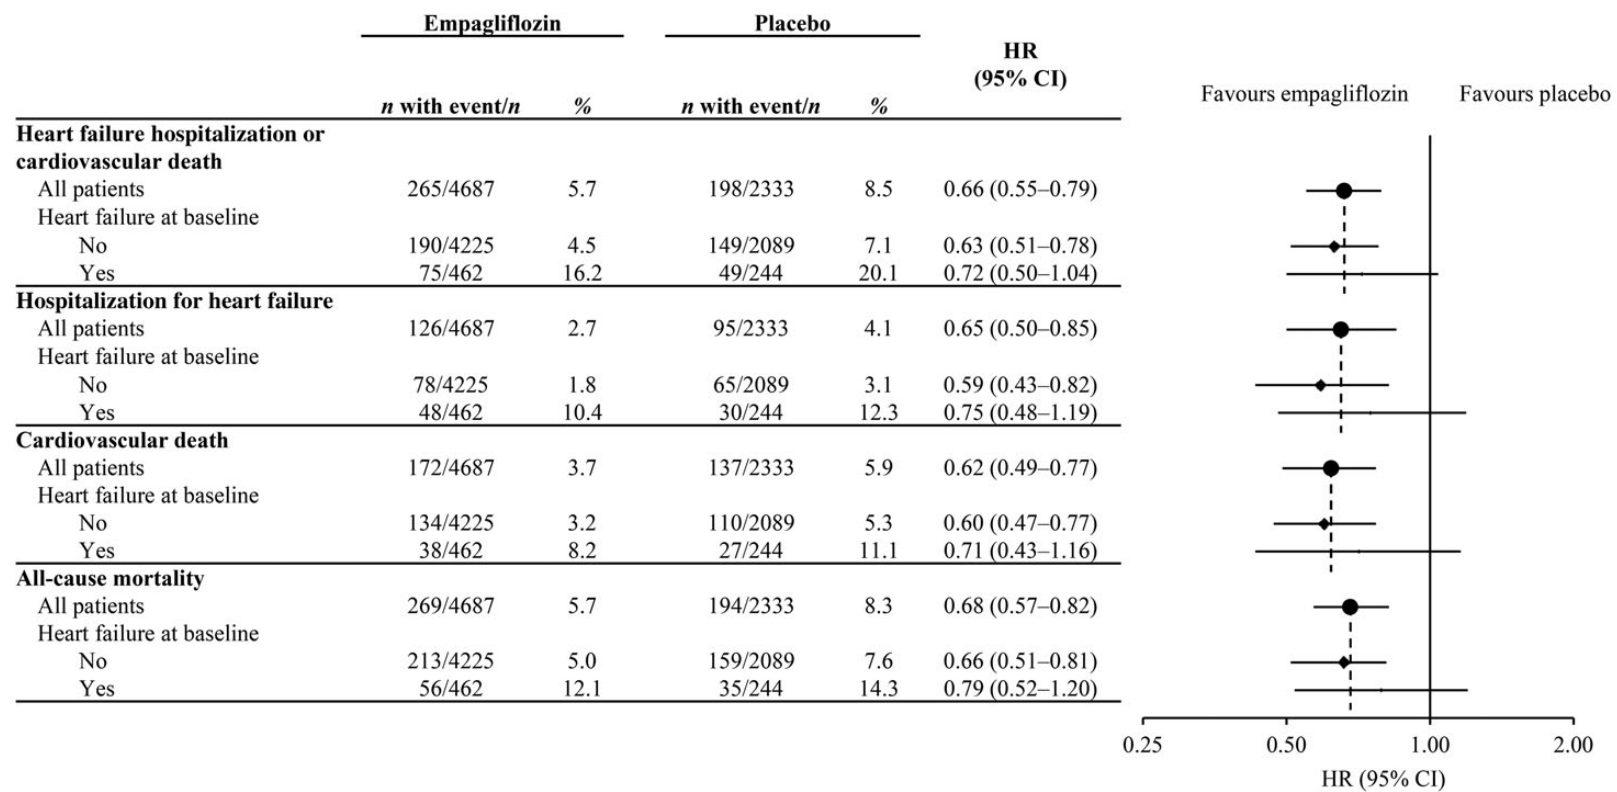 Empagliflozin Placebo
HR
(95% CI)
Favours empagliflozin Favours placebo
n with event/n % n with event/n %
Heart failure hospitalization or
cardiovascular death
All patients 265/4687 5.7 198/2333 8.5 0.66 (0.55–0.79)
Heart failure at baseline
No 190/4225 4.5 149/2089 7.1 0.63 (0.51–0.78)
Yes 75/462 16.2 49/244 20.1 0.72 (0.50–1.04)
Hospitalization for heart failure
All patients 126/4687 2.7 95/2333 4.1 0.65 (0.50–0.85)
Heart failure at baseline
No 78/4225 1.8 65/2089 3.1 0.59 (0.43–0.82)
Yes 48/462 10.4 30/244 12.3 0.75 (0.48–1.19)
Cardiovascular death
All patients 172/4687 3.7 137/2333 5.9 0.62 (0.49–0.77)
Heart failure at baseline
No 134/4225 3.2 110/2089 5.3 0.60 (0.47–0.77)
Yes 38/462 8.2 27/244 11.1 0.71 (0.43–1.16)
All-cause mortality
All patients 269/4687 5.7 194/2333 8.3 0.68 (0.57–0.82)
Heart failure at baseline
No 213/4225 5.0 159/2089 7.6 0.66 (0.51–0.81)
Yes 56/462 12.1 35/244 14.3 0.79 (0.52–1.20)
0.25 0.50 1.00 2.00
HR (95% CI)